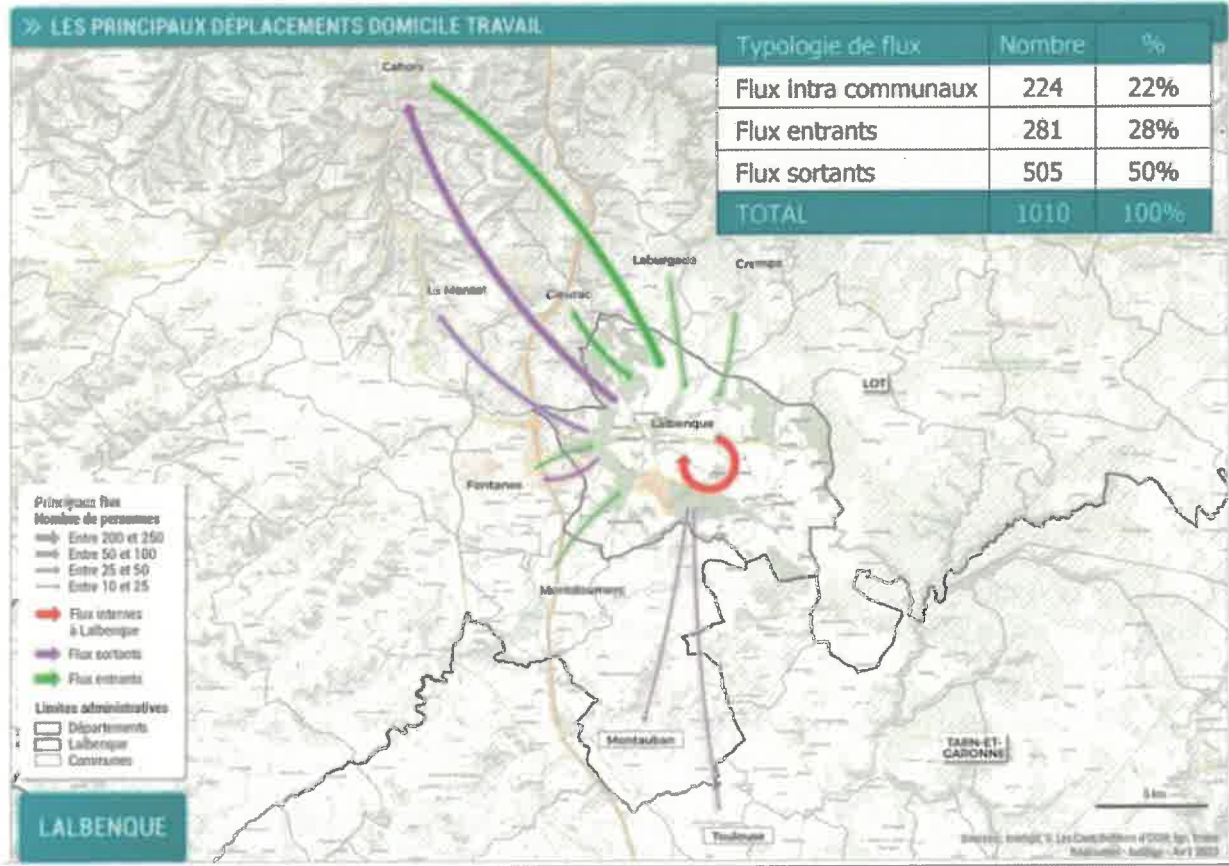 >> LES PRINCIPAUX DÉPLACEMENTS DOMICILE TRAVAIL
Typologie de flux Nombre %
Flux intra communaux 224 22%
Flux entrants 281 28%
Flux sortants 505 50%
TOTAL 1010 100%
Cahors
Laburgade
Cremps
Le Montat
Cieurac
LOT
Lalbenque
Fontanes
Montdoumerc
Montauban
TARN-ET-
GARONNE
Toulouse
Principaux flux
Nombre de personnes
Entre 200 et 250
Entre 50 et 100
Entre 25 et 50
Entre 10 et 25
Flux internes
à Lalbenque
Flux sortants
Flux entrants
Limites administratives
Départements
Lalbenque
Communes
LALBENQUE
5 km